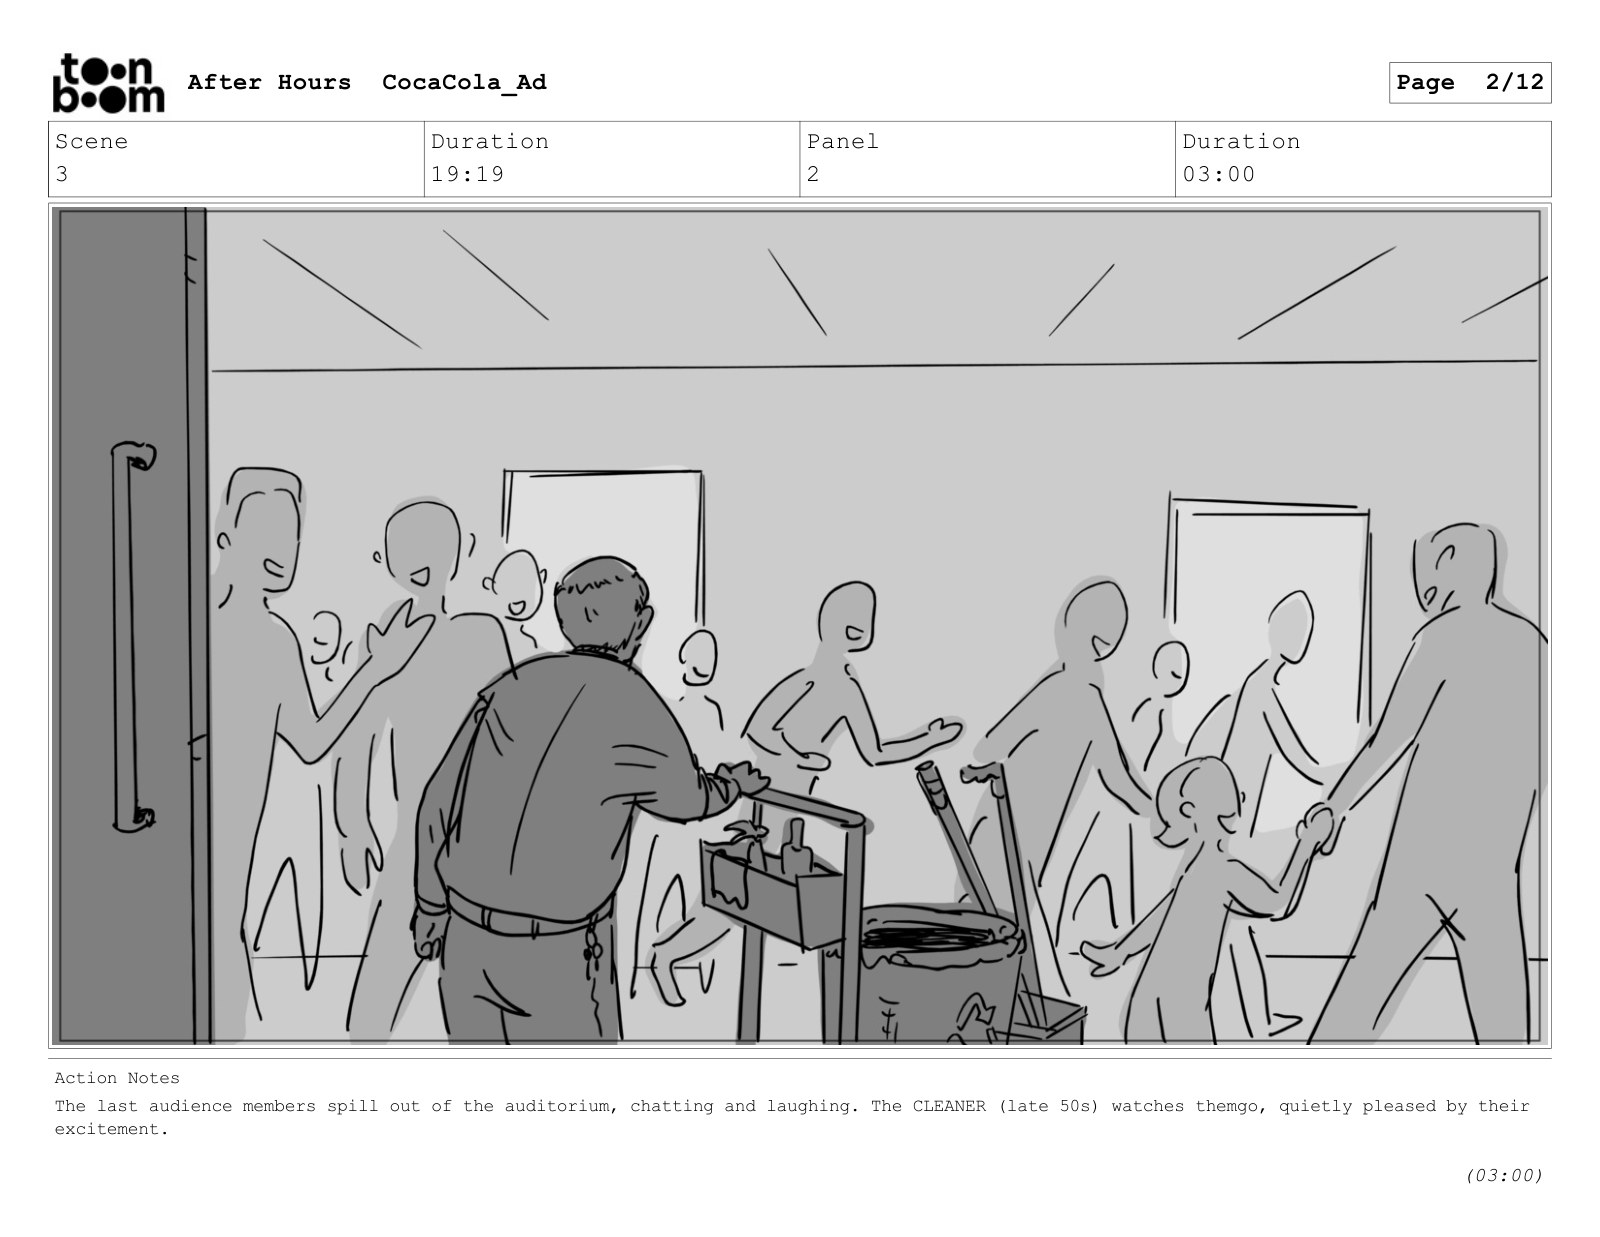 toon
boom
After Hours CocaCola_Ad
Page 2/12
Scene
3
Duration
19:19
Panel
2
Duration
03:00
Action Notes
The last audience members spill out of the auditorium, chatting and laughing. The CLEANER (late 50s) watches themgo, quietly pleased by their
excitement.
(03:00)